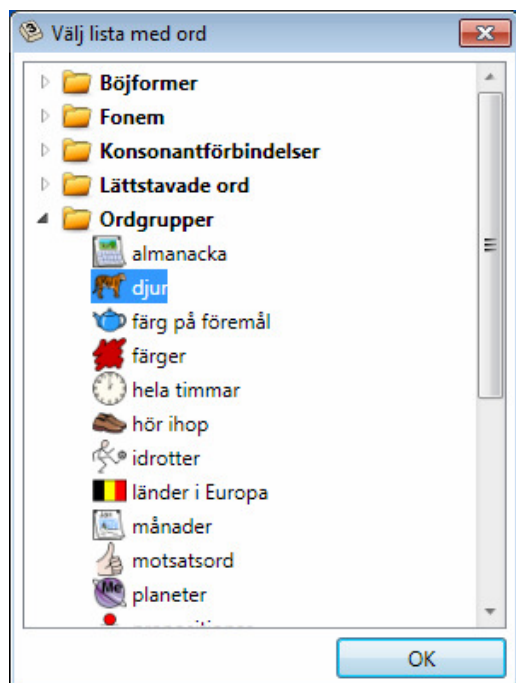 Välj lista med ord
Böjformer
Fonem
Konsonantförbindelser
Lättstavade ord
Ordgrupper
almanacka
djur
färg på föremål
färger
hela timmar
hör ihop
idrotter
länder i Europa
månader
motsatsord
Me
planeter
OK